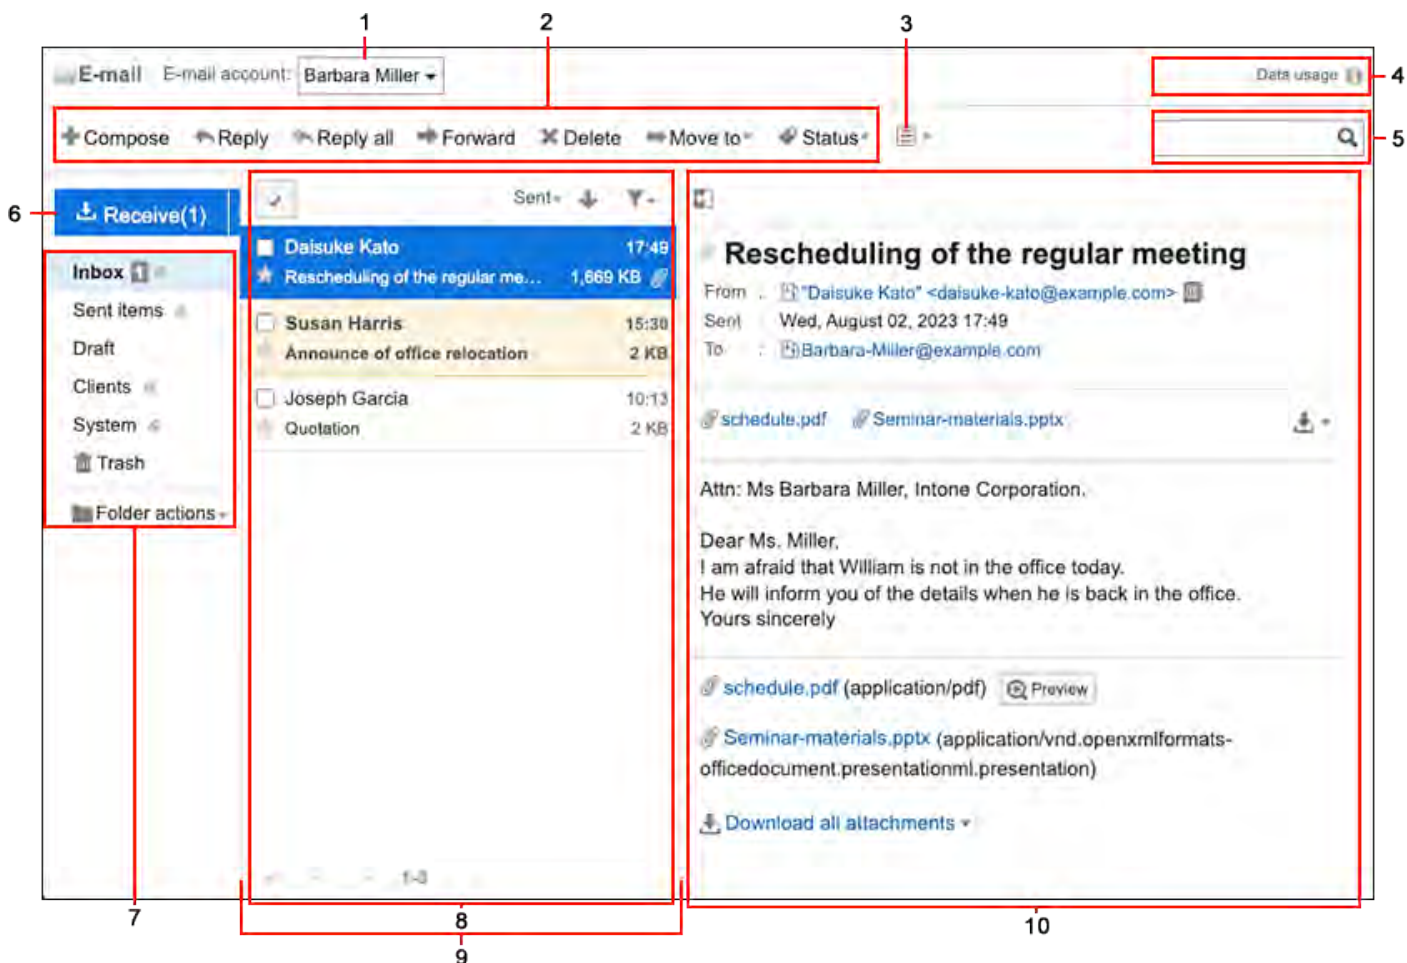 1 2 3
E-mail E-mail account: Barbara Miller Data usage 4
Compose Reply Reply all Forward Delete Move to Status 5
6 Receive(1) Sent
Daisuke Kato 17:49
Rescheduling of the regular me... 1,669 KB
Susan Harris 15:30
Announce of office relocation 2 KB
Joseph Garcia 10:13
Quotation 2 KB
1-3
Inbox 1
Sent items
Draft
Clients
System
Trash
Folder actions
Rescheduling of the regular meeting
From : "Daisuke Kato" <daisuke-kato@example.com>
Sent : Wed, August 02, 2023 17:49
To : Barbara-Miller@example.com
schedule.pdf Seminar-materials.pptx
Attn: Ms Barbara Miller, Intone Corporation.
Dear Ms. Miller,
I am afraid that William is not in the office today.
He will inform you of the details when he is back in the office.
Yours sincerely
schedule.pdf (application/pdf) Preview
Seminar-materials.pptx (application/vnd.openxmlformats-
officedocument.presentationml.presentation)
Download all attachments
7 8 10
9